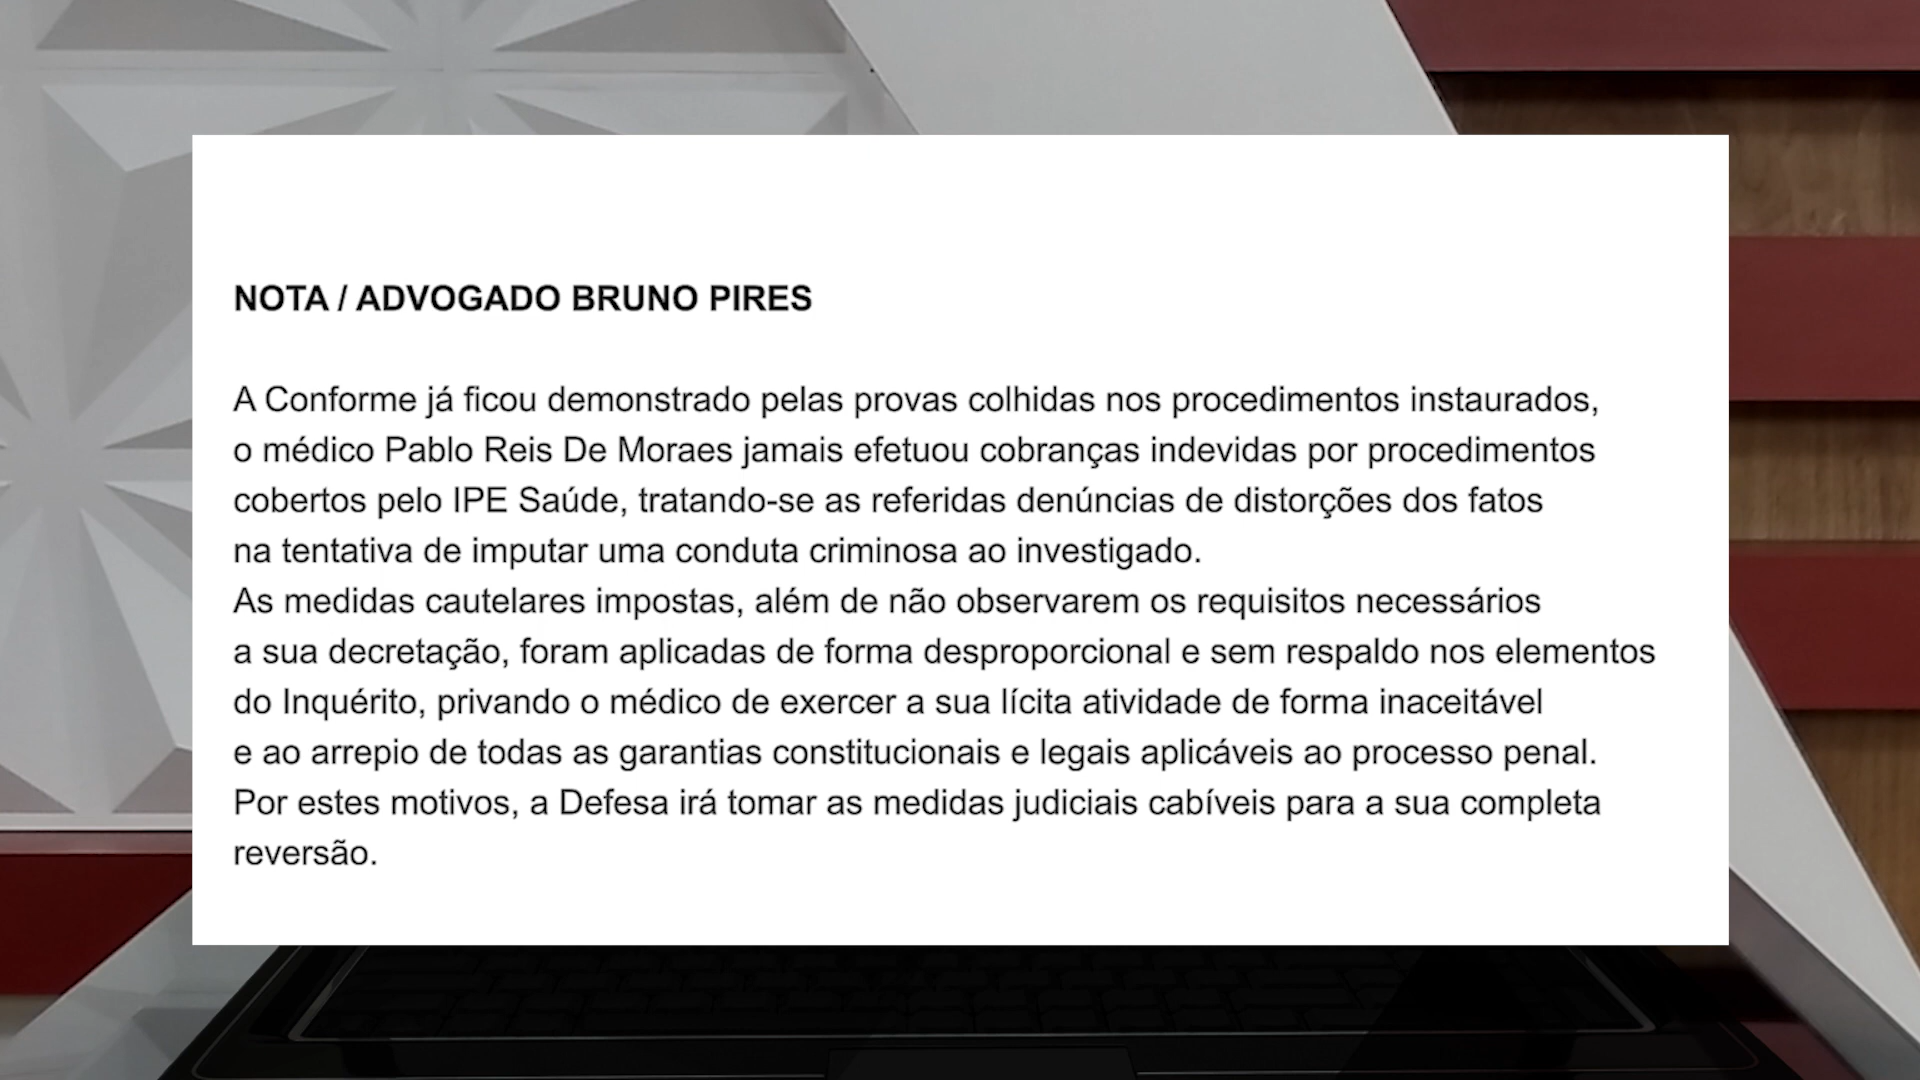 NOTA / ADVOGADO BRUNO PIRES
A Conforme já ficou demonstrado pelas provas colhidas nos procedimentos instaurados,
o médico Pablo Reis De Moraes jamais efetuou cobranças indevidas por procedimentos
cobertos pelo IPE Saúde, tratando-se as referidas denúncias de distorções dos fatos
na tentativa de imputar uma conduta criminosa ao investigado.
As medidas cautelares impostas, além de não observarem os requisitos necessários
a sua decretação, foram aplicadas de forma desproporcional e sem respaldo nos elementos
do Inquérito, privando o médico de exercer a sua lícita atividade de forma inaceitável
e ao arrepio de todas as garantias constitucionais e legais aplicáveis ao processo penal.
Por estes motivos, a Defesa irá tomar as medidas judiciais cabíveis para a sua completa
reversão.